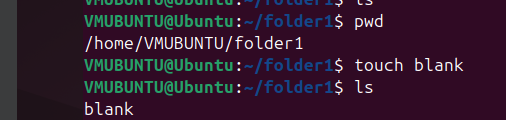 VMUBUNTU@Ubuntu:~/folder1$ ls
VMUBUNTU@Ubuntu:~/folder1$ pwd
/home/VMUBUNTU/folder1
VMUBUNTU@Ubuntu:~/folder1$ touch blank
VMUBUNTU@Ubuntu:~/folder1$ ls
blank